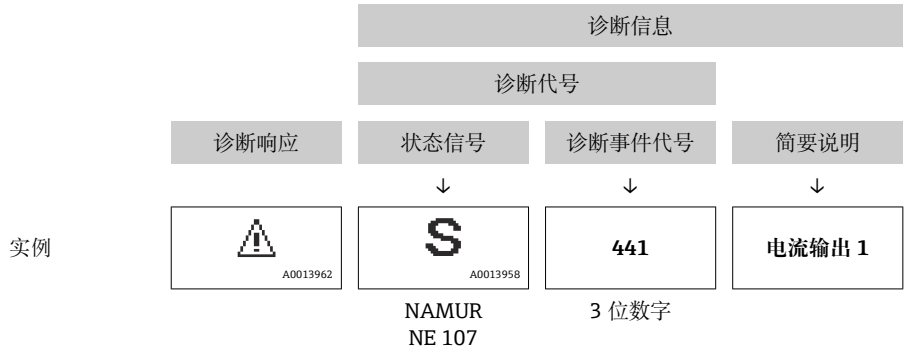 诊断信息
诊断代号
诊断响应 状态信号 诊断事件代号 简要说明
↓ ↓ ↓
实例 S 441 电流输出 1
A0013962 A0013958
NAMUR 3 位数字
NE 107